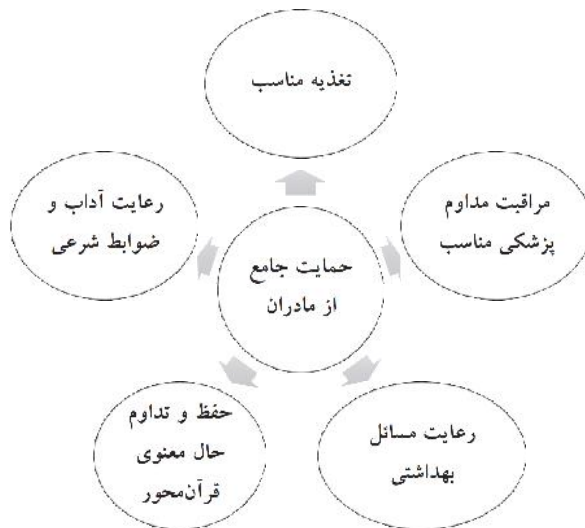 تغذیه مناسب
مراقبت مداوم
پزشکی مناسب
رعایت آداب و
ضوابط شرعی
حمایت جامع
از مادران
رعایت مسائل
بهداشتی
حفظ و تداوم
حال معنوی
قرآن‌محور